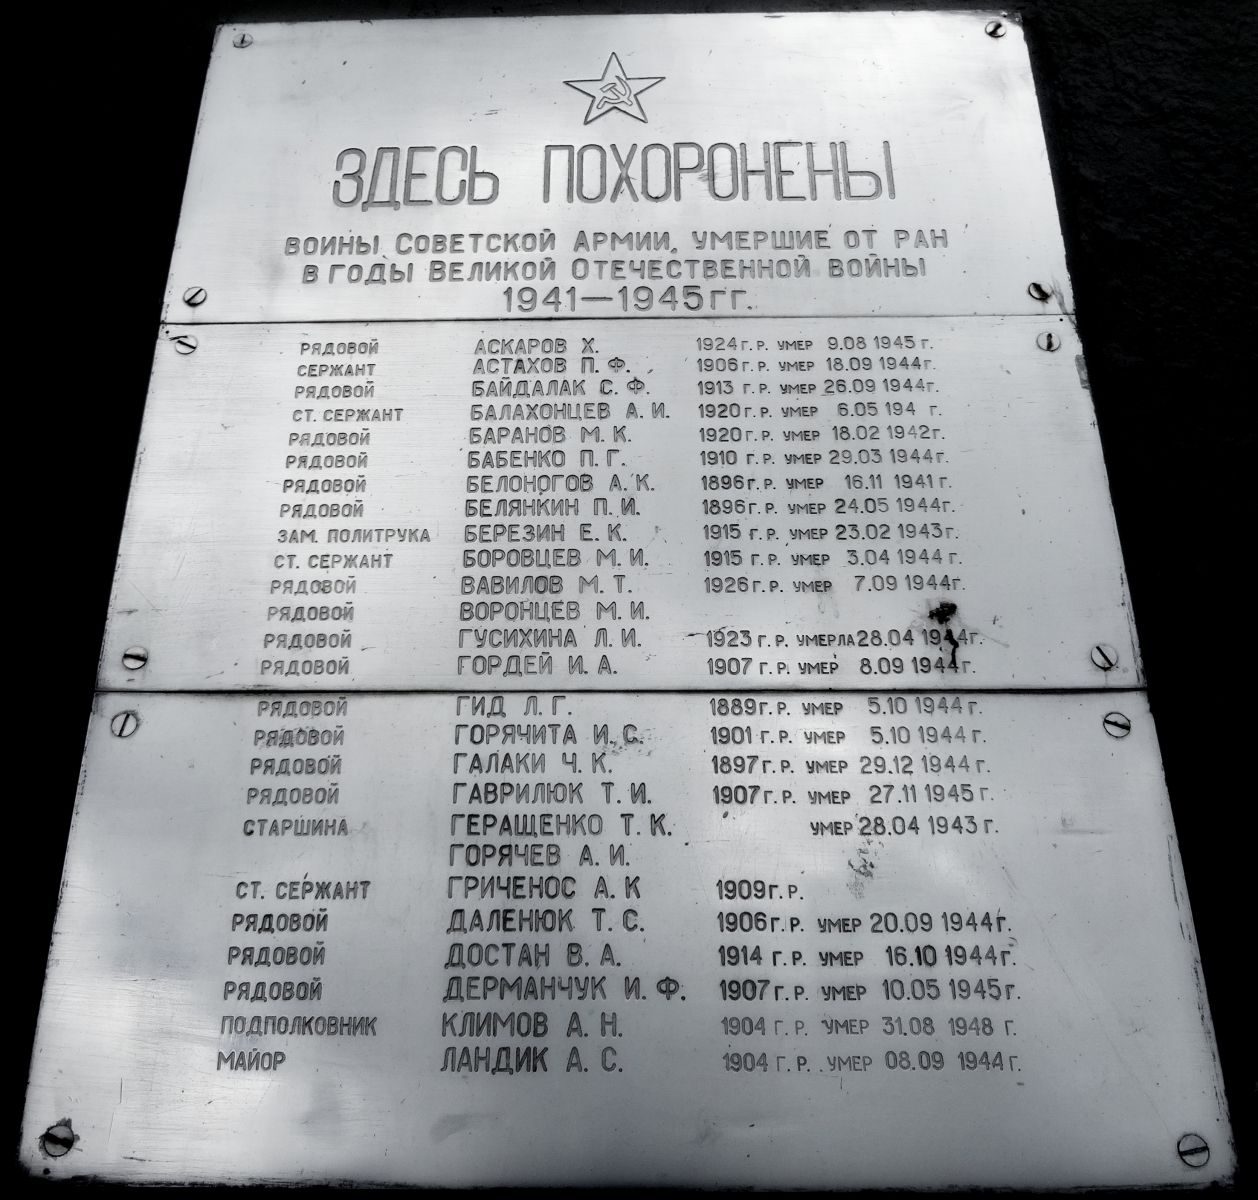 ЗДЕСЬ ПОХОРОНЕНЫ
ВОИНЫ СОВЕТСКОЙ АРМИИ, УМЕРШИЕ ОТ РАН
В ГОДЫ ВЕЛИКОЙ ОТЕЧЕСТВЕННОЙ ВОЙНЫ
1941—1945 ГГ.
РЯДОВОЙ АСКАРОВ Х. 1924 Г. Р. УМЕР 9.08 1945 Г.
СЕРЖАНТ АСТАХОВ П. Ф. 1906 Г. Р. УМЕР 18.09 1944 Г.
РЯДОВОЙ БАЙДАЛАК С. Ф. 1913 Г. Р. УМЕР 26.09 1944 Г.
СТ. СЕРЖАНТ БАЛАХОНЦЕВ А. И. 1920 Г. Р. УМЕР 6.05 194 Г.
РЯДОВОЙ БАРАНОВ М. К. 1920 Г. Р. УМЕР 18.02 1942 Г.
РЯДОВОЙ БАБЕНКО П. Г. 1910 Г. Р. УМЕР 29.03 1944 Г.
РЯДОВОЙ БЕЛОНОГОВ А. К. 1896 Г. Р. УМЕР 16.11 1941 Г.
РЯДОВОЙ БЕЛЯНКИН П. И. 1896 Г. Р. УМЕР 24.05 1944 Г.
ЗАМ. ПОЛИТРУКА БЕРЕЗИН Е. К. 1915 Г. Р. УМЕР 23.02 1943 Г.
СТ. СЕРЖАНТ БОРОВЦЕВ М. И. 1915 Г. Р. УМЕР 3.04 1944 Г.
РЯДОВОЙ ВАВИЛОВ М. Т. 1926 Г. Р. УМЕР 7.09 1944 Г.
РЯДОВОЙ ВОРОНЦЕВ М. И.
РЯДОВОЙ ГУСИХИНА Л. И. 1923 Г. Р. УМЕРЛА 28.04 1944 Г.
РЯДОВОЙ ГОРДЕЙ И. А. 1907 Г. Р. УМЕР 8.09 1944 Г.
РЯДОВОЙ ГИД Л. Г. 1889 Г. Р. УМЕР 5.10 1944 Г.
РЯДОВОЙ ГОРЯЧИТА И. С. 1901 Г. Р. УМЕР 5.10 1944 Г.
РЯДОВОЙ ГАЛАКИ Ч. К. 1897 Г. Р. УМЕР 29.12 1944 Г.
РЯДОВОЙ ГАВРИЛЮК Т. И. 1907 Г. Р. УМЕР 27.11 1945 Г.
СТАРШИНА ГЕРАЩЕНКО Т. К. УМЕР 28.04 1943 Г.
ГОРЯЧЕВ А. И.
СТ. СЕРЖАНТ ГРИЧЕНОС А. К 1909 Г. Р.
РЯДОВОЙ ДАЛЕНЮК Т. С. 1906 Г. Р. УМЕР 20.09 1944 Г.
РЯДОВОЙ ДОСТАН В. А. 1914 Г. Р. УМЕР 16.10 1944 Г.
РЯДОВОЙ ДЕРМАНЧУК И. Ф. 1907 Г. Р. УМЕР 10.05 1945 Г.
ПОДПОЛКОВНИК КЛИМОВ А. Н. 1904 Г. Р. УМЕР 31.08 1948 Г.
МАЙОР ЛАНДИК А. С. 1904 Г. Р. УМЕР 08.09 1944 Г.